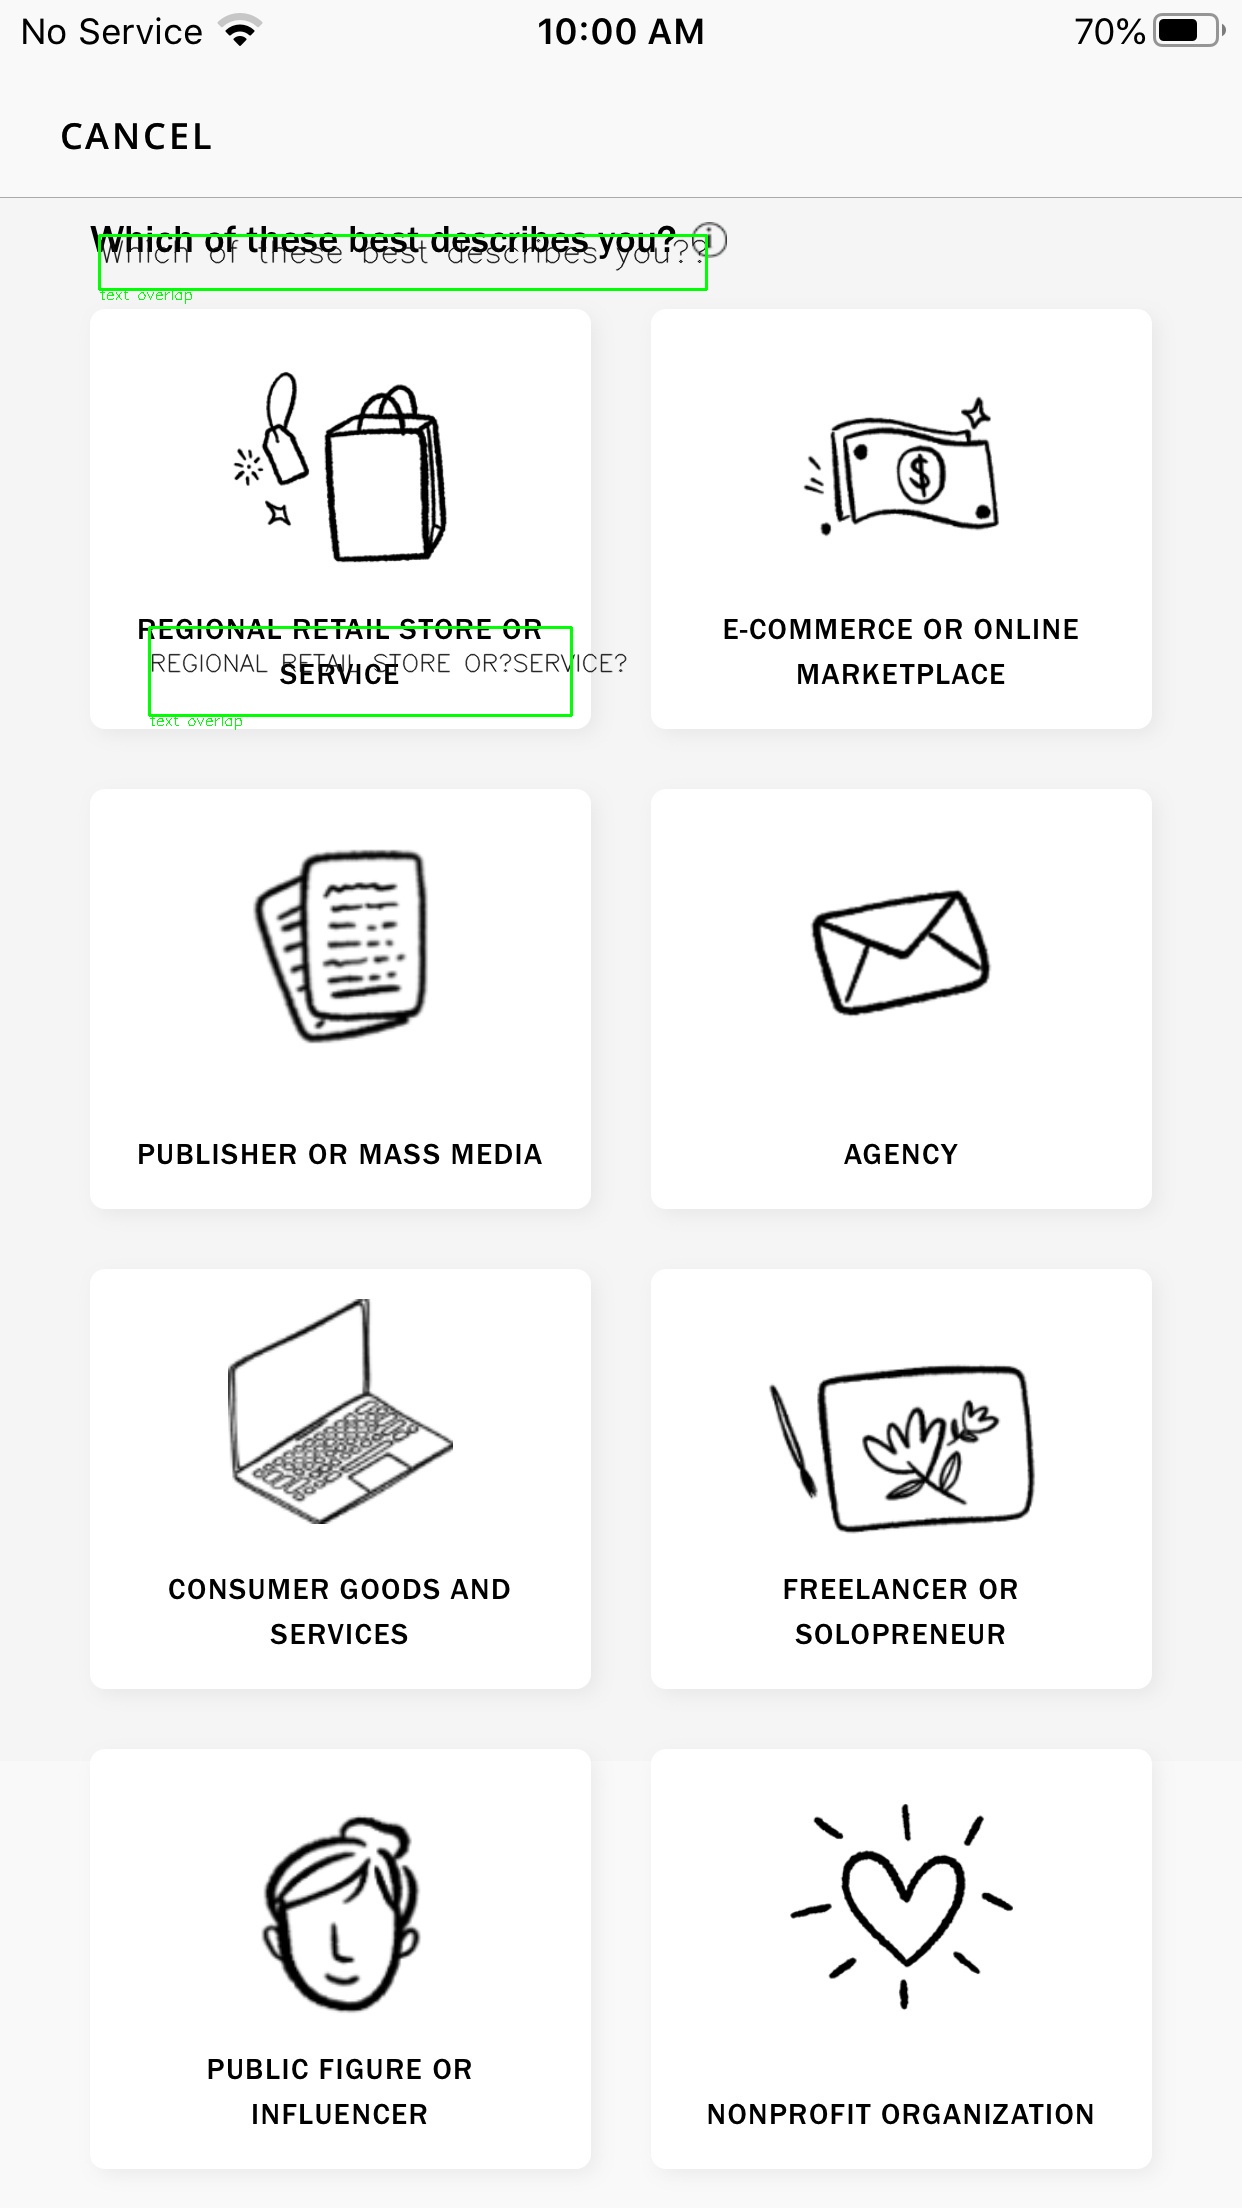 No Service
10:00 AM
70%
CANCEL
Which of these best describes you?
Which of these best describes you??
text overlap
REGIONAL RETAIL STORE OR
SERVICE
REGIONAL RETAIL STORE OR?SERVICE?
text overlap
E-COMMERCE OR ONLINE
MARKETPLACE
PUBLISHER OR MASS MEDIA
AGENCY
CONSUMER GOODS AND
SERVICES
FREELANCER OR
SOLOPRENEUR
PUBLIC FIGURE OR
INFLUENCER
NONPROFIT ORGANIZATION